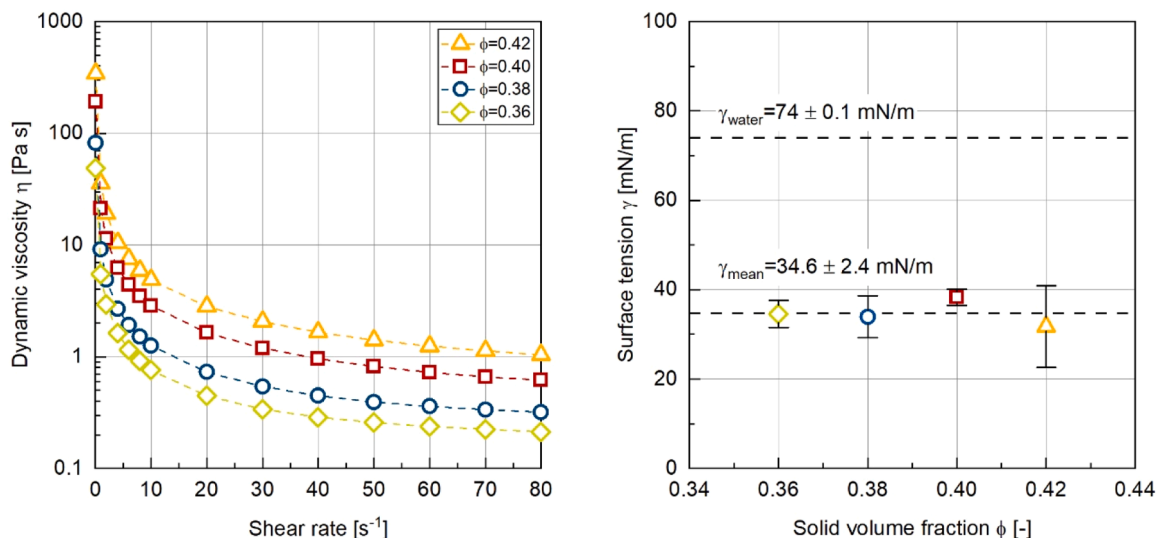 1000
100
10
1
0.1
Dynamic viscosity η [Pa s]
0
10
20
30
40
50
60
70
80
Shear rate [s⁻¹]
ϕ=0.42
ϕ=0.40
ϕ=0.38
ϕ=0.36
100
80
60
40
20
0
Surface tension γ [mN/m]
γwater=74 ± 0.1 mN/m
γmean=34.6 ± 2.4 mN/m
0.34
0.36
0.38
0.40
0.42
0.44
Solid volume fraction ϕ [-]